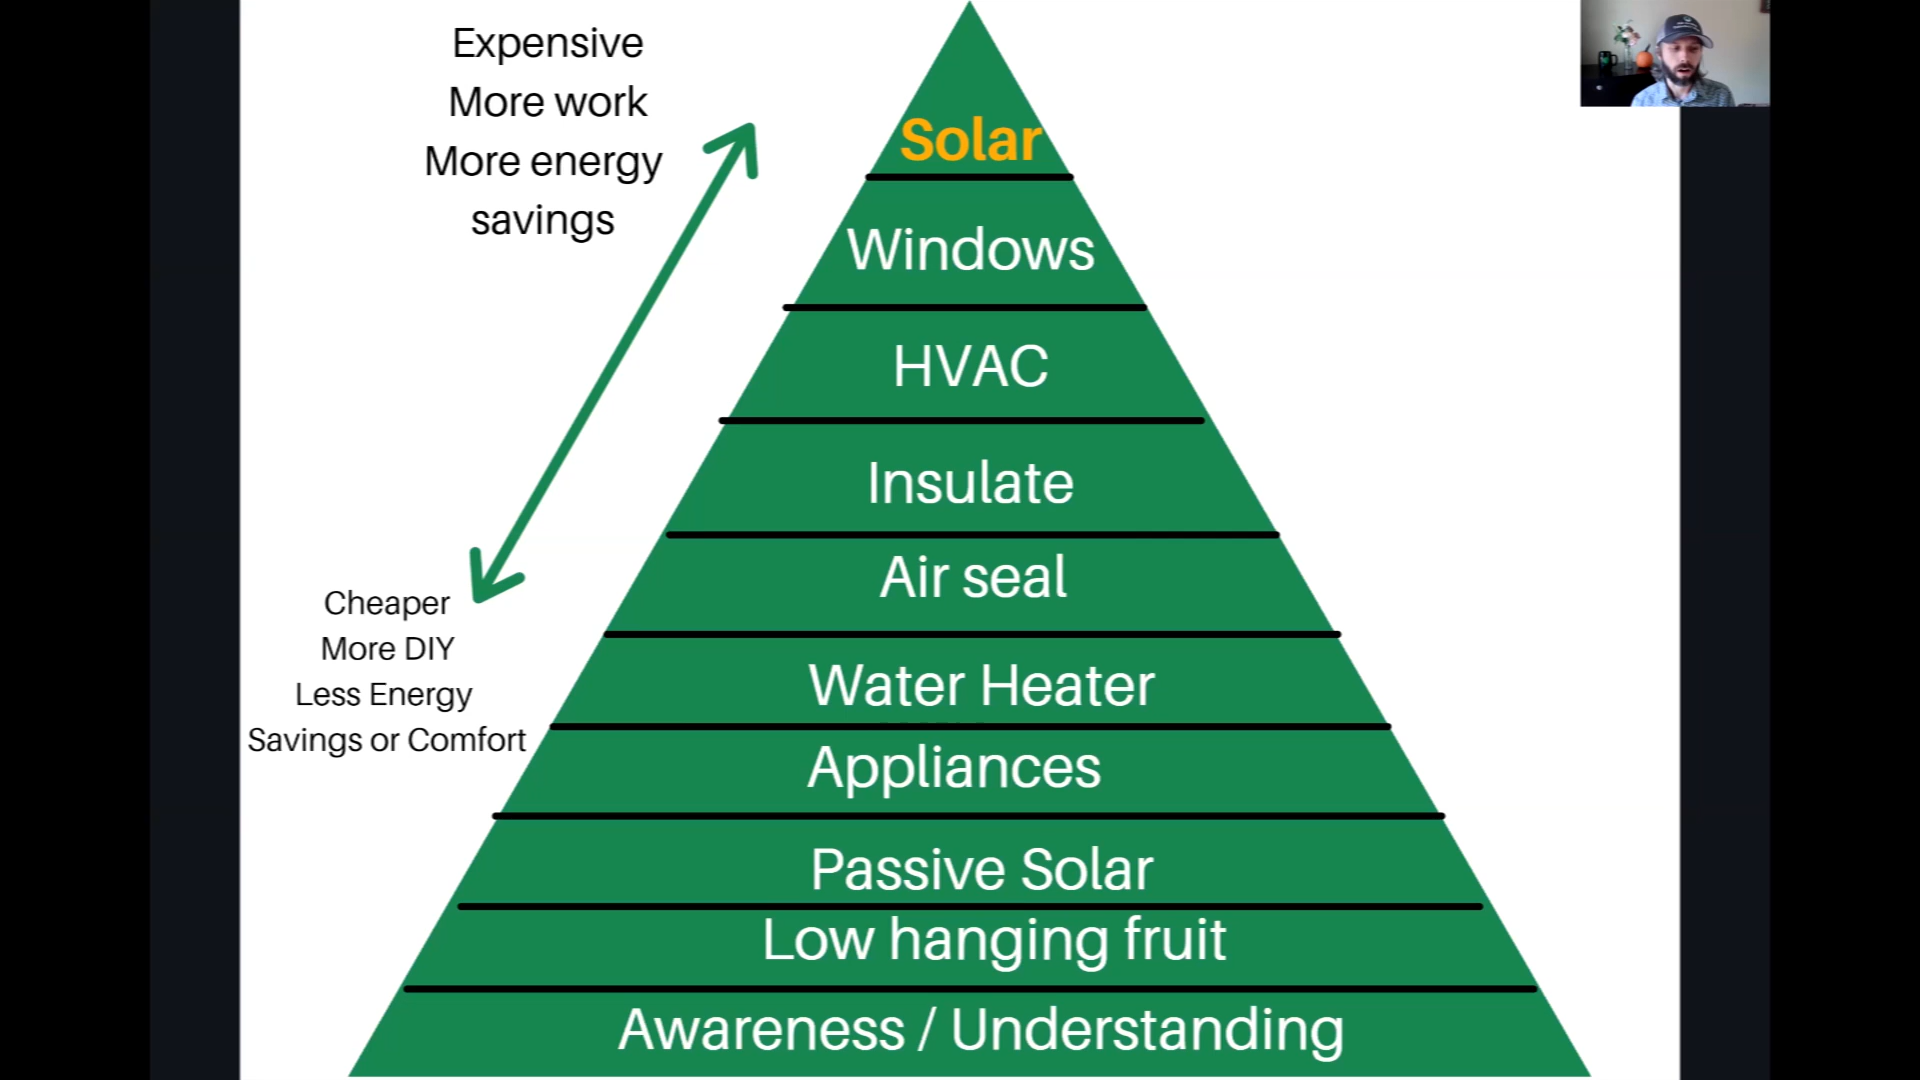 Expensive
More work
More energy
savings
Solar
Windows
HVAC
Insulate
Air seal
Cheaper
More DIY
Less Energy
Savings or Comfort
Water Heater
Appliances
Passive Solar
Low hanging fruit
Awareness / Understanding